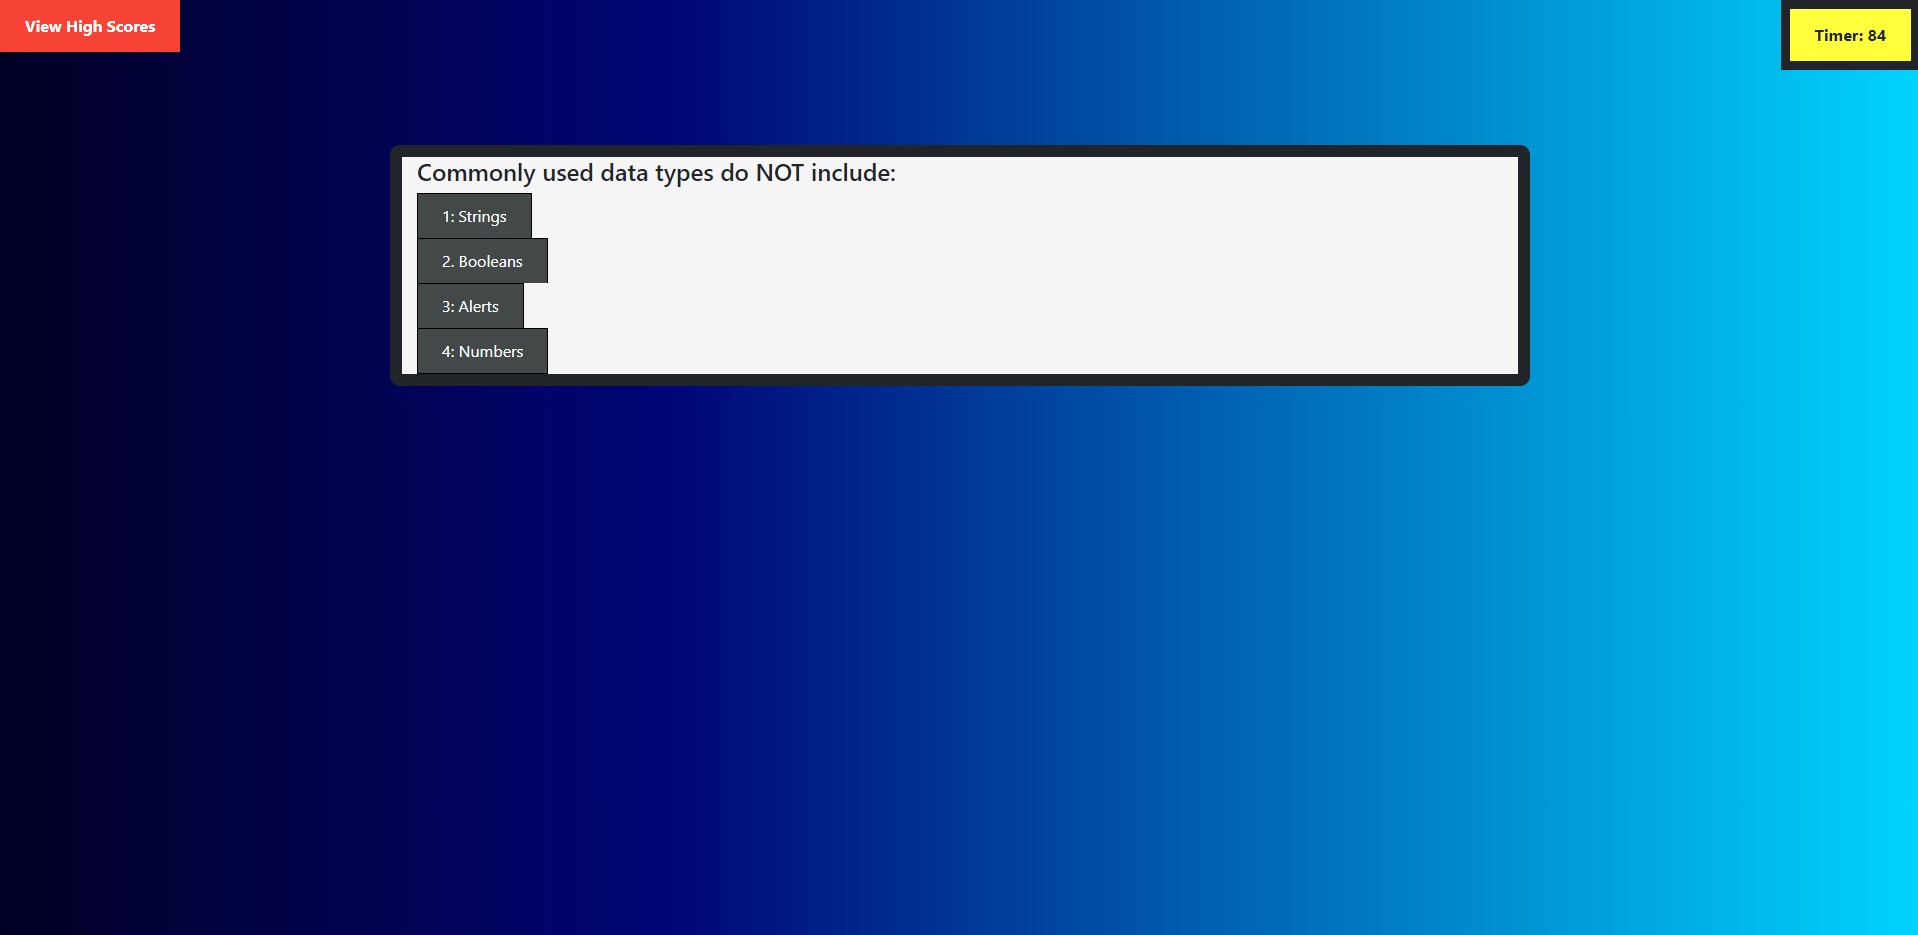 View High Scores
Timer: 84
Commonly used data types do NOT include:
1: Strings
2. Booleans
3: Alerts
4: Numbers